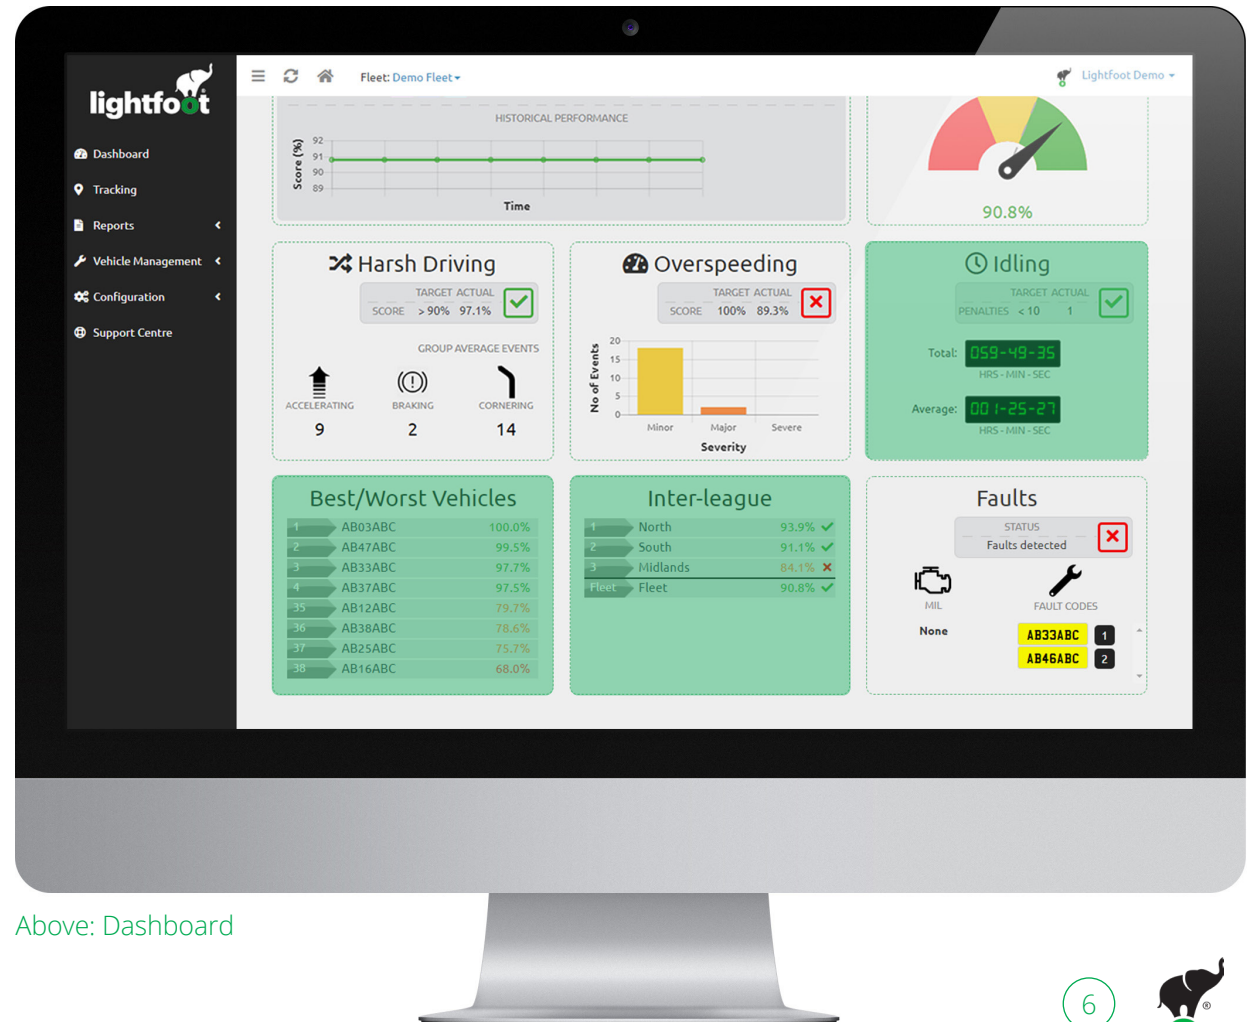 lightfoot
Fleet: Demo Fleet
Lightfoot Demo
Dashboard
Tracking
Reports
Vehicle Management
Configuration
Support Centre
HISTORICAL PERFORMANCE
Score (%)
92
91
90
89
Time
90.8%
Harsh Driving
TARGET ACTUAL
SCORE > 90% 97.1%
GROUP AVERAGE EVENTS
ACCELERATING BRAKING CORNERING
9 2 14
Overspeeding
TARGET ACTUAL
SCORE 100% 89.3%
No of Events
20
15
10
5
0
Minor Major Severe
Severity
Idling
TARGET ACTUAL
PENALTIES < 10 1
Total: 059-49-35
HRS - MIN - SEC
Average: 001-25-27
HRS - MIN - SEC
Best/Worst Vehicles
1 AB03ABC 100.0%
2 AB47ABC 99.5%
3 AB33ABC 97.7%
4 AB37ABC 97.5%
35 AB12ABC 79.7%
36 AB38ABC 78.6%
37 AB25ABC 75.7%
38 AB16ABC 68.0%
Inter-league
1 North 93.9%
2 South 91.1%
3 Midlands 84.1%
Fleet Fleet 90.8%
Faults
STATUS
Faults detected
MIL FAULT CODES
None AB33ABC 1
AB46ABC 2
Above: Dashboard
6
®